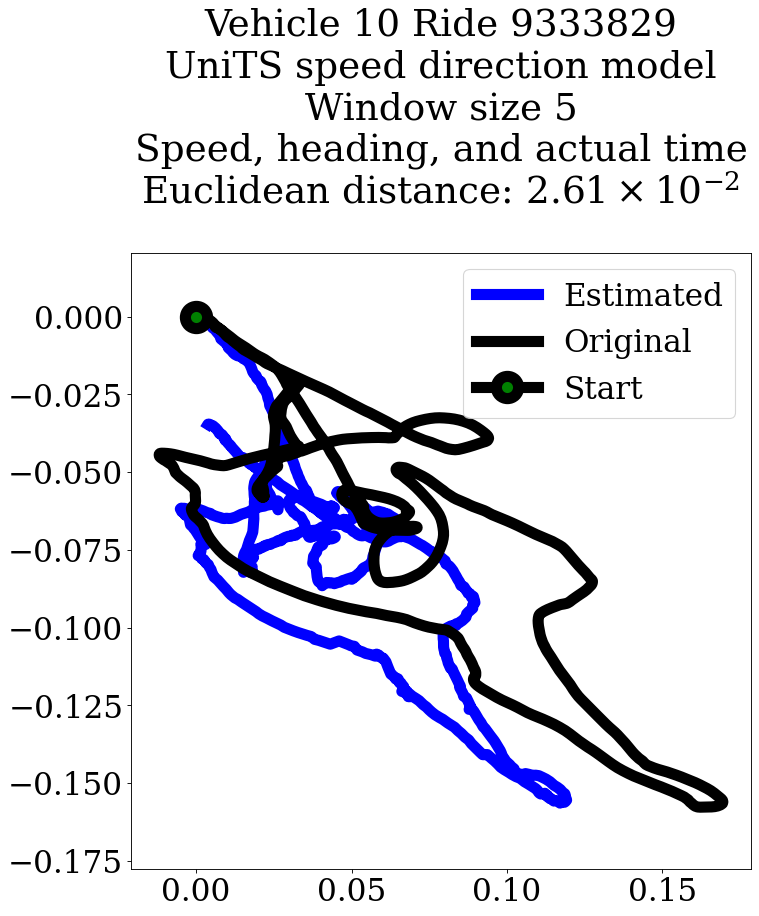 Vehicle 10 Ride 9333829
UniTS speed direction model
Window size 5
Speed, heading, and actual time
Euclidean distance: 2.61 × 10⁻²
Estimated
Original
Start
0.000
−0.025
−0.050
−0.075
−0.100
−0.125
−0.150
−0.175
0.00 0.05 0.10 0.15